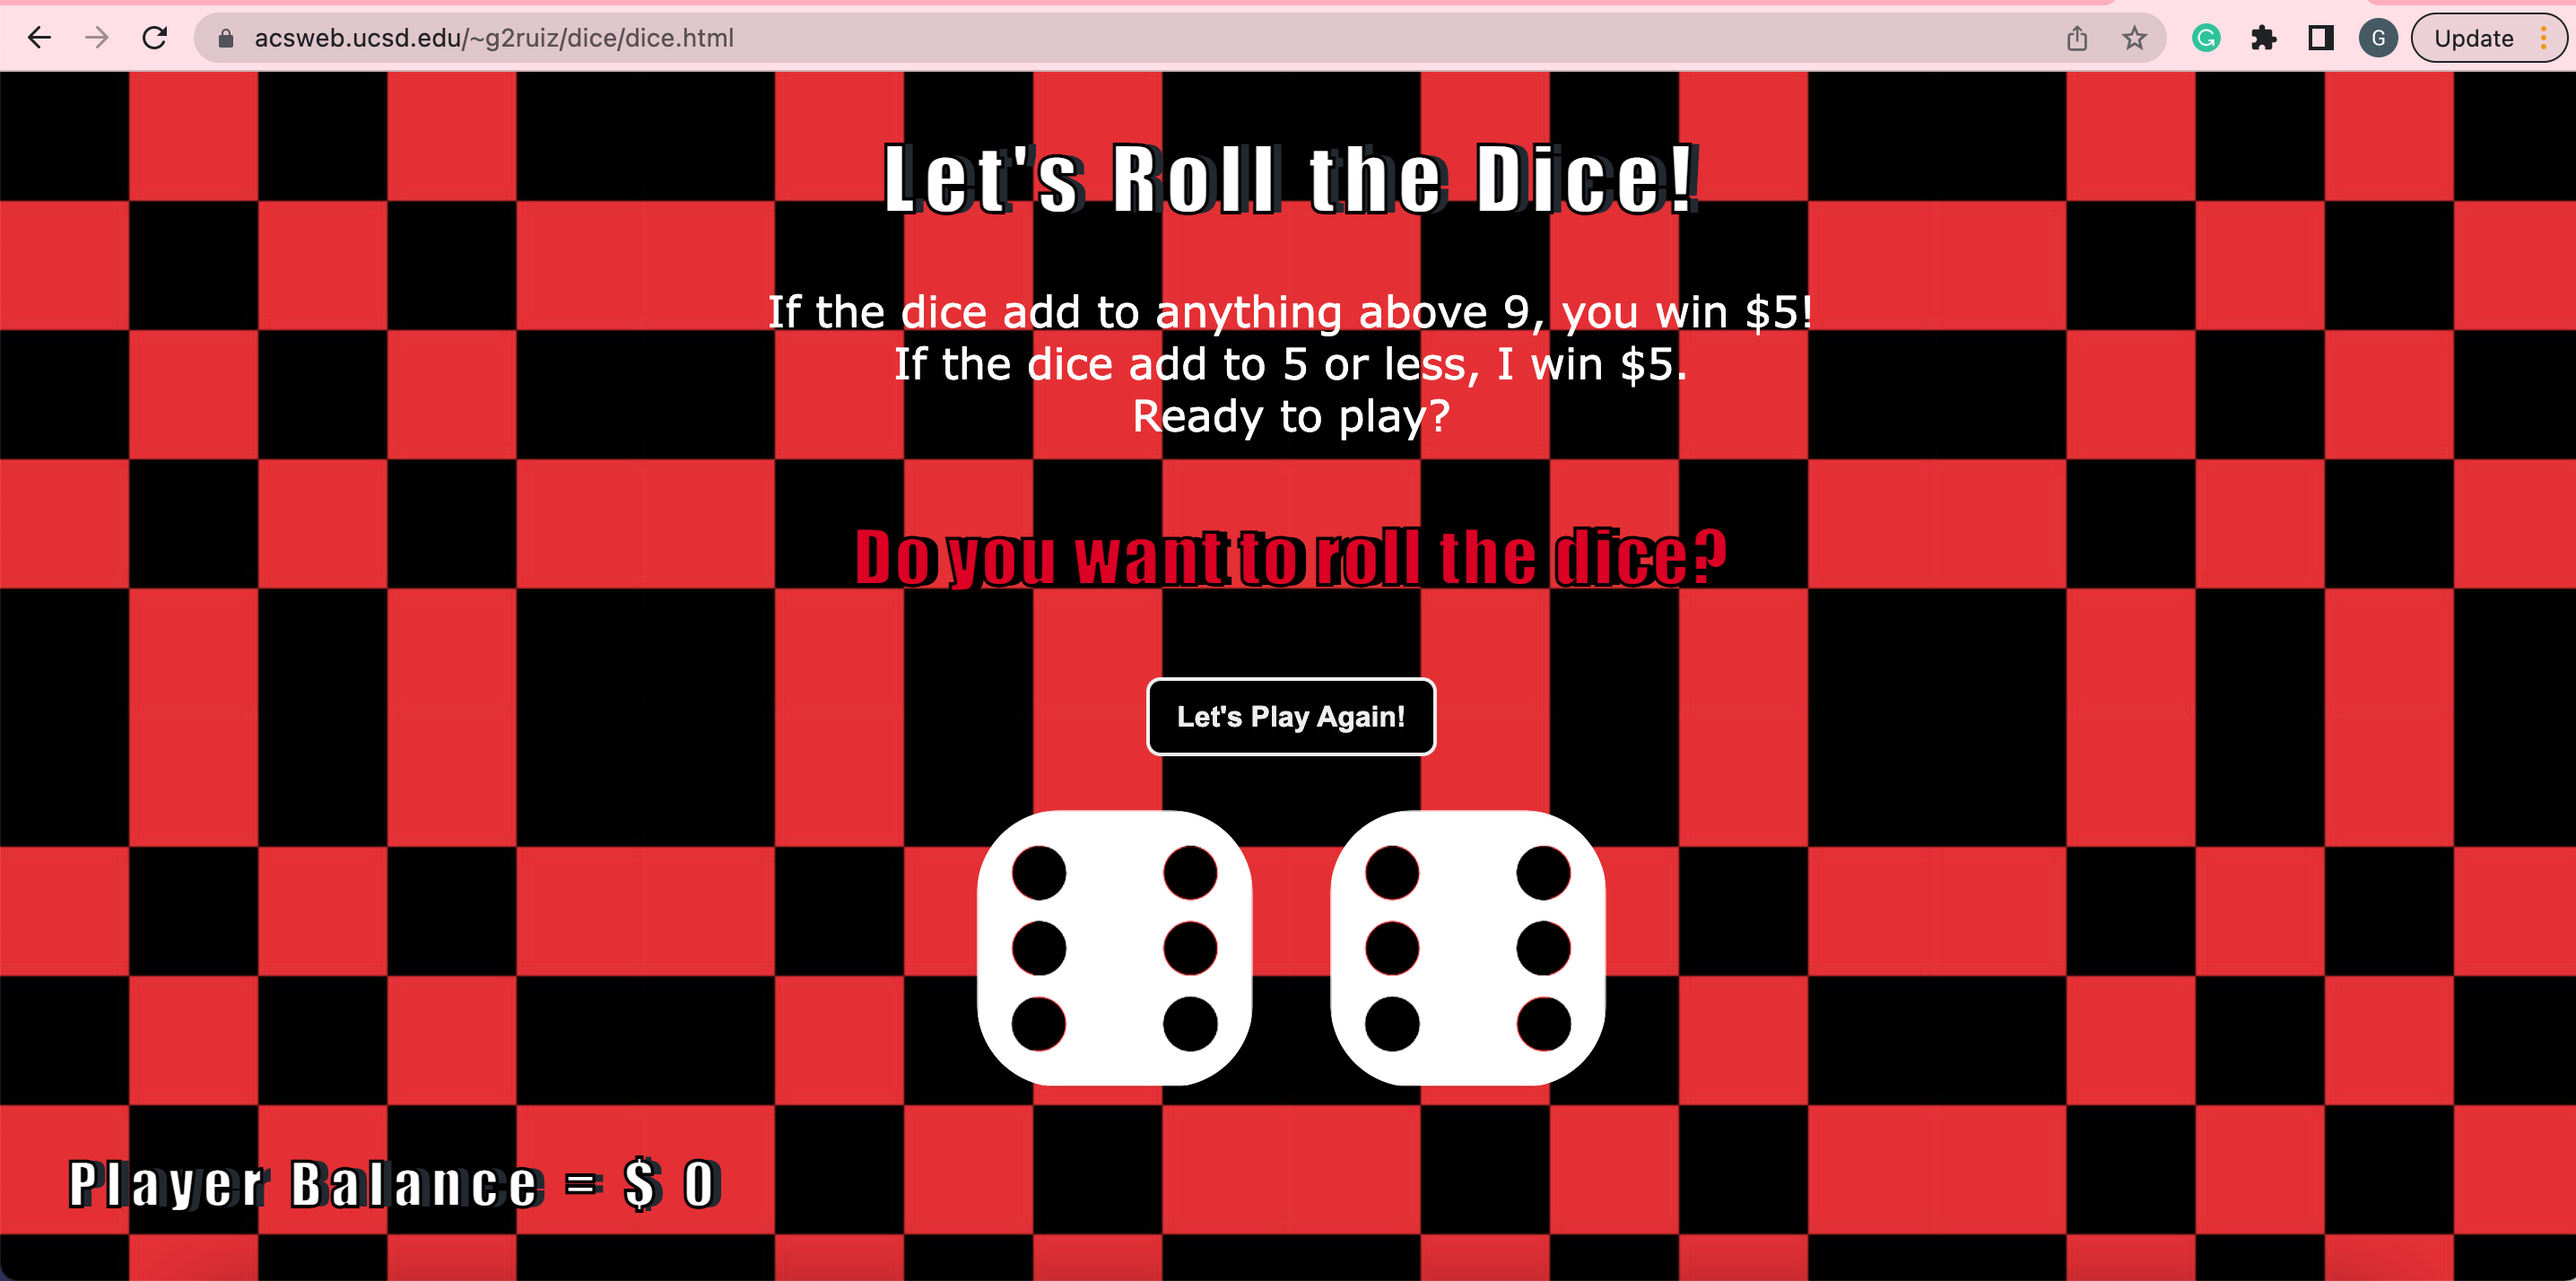 acsweb.ucsd.edu/~g2ruiz/dice/dice.html
G
G
Update
Let's Roll the Dice!
If the dice add to anything above 9, you win $5!
If the dice add to 5 or less, I win $5.
Ready to play?
Do you want to roll the dice?
Let's Play Again!
Player Balance = $ 0